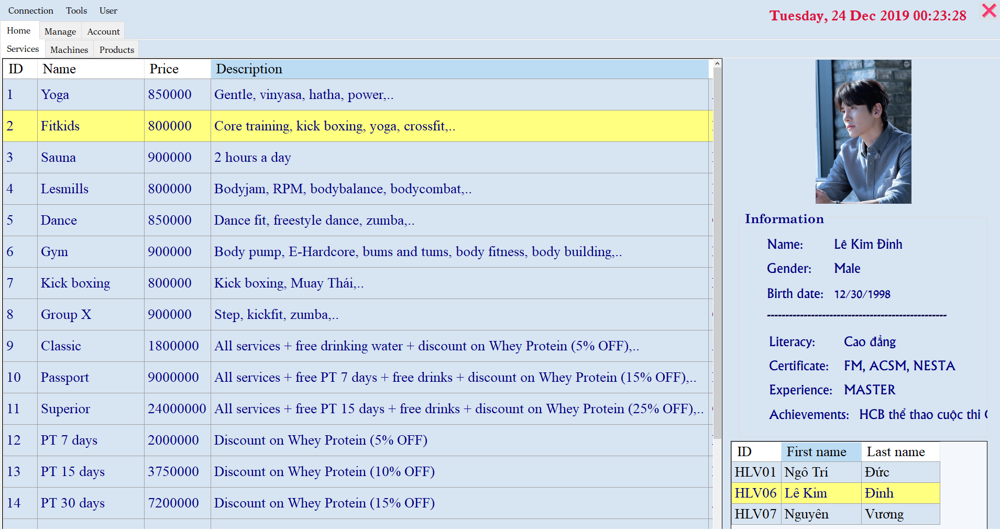 Connection Tools User
Tuesday, 24 Dec 2019 00:23:28
Home Manage Account
Services Machines Products
ID Name Price Description
1 Yoga 850000 Gentle, vinyasa, hatha, power,..
2 Fitkids 800000 Core training, kick boxing, yoga, crossfit,..
3 Sauna 900000 2 hours a day
4 Lesmills 800000 Bodyjam, RPM, bodybalance, bodycombat,..
5 Dance 850000 Dance fit, freestyle dance, zumba,..
6 Gym 900000 Body pump, E-Hardcore, bums and tums, body fitness, body building,..
7 Kick boxing 800000 Kick boxing, Muay Thái,..
8 Group X 900000 Step, kickfit, zumba,..
9 Classic 1800000 All services + free drinking water + discount on Whey Protein (5% OFF),..
10 Passport 9000000 All services + free PT 7 days + free drinks + discount on Whey Protein (15% OFF),..
11 Superior 24000000 All services + free PT 15 days + free drinks + discount on Whey Protein (25% OFF),..
12 PT 7 days 2000000 Discount on Whey Protein (5% OFF)
13 PT 15 days 3750000 Discount on Whey Protein (10% OFF)
14 PT 30 days 7200000 Discount on Whey Protein (15% OFF)
Information
Name: Lê Kim Đỉnh
Gender: Male
Birth date: 12/30/1998
-------------------------------------------------
Literacy: Cao đẳng
Certificate: FM, ACSM, NESTA
Experience: MASTER
Achievements: HCB thể thao cuộc thi
ID First name Last name
HLV01 Ngô Trí Đức
HLV06 Lê Kim Đỉnh
HLV07 Nguyên Vương